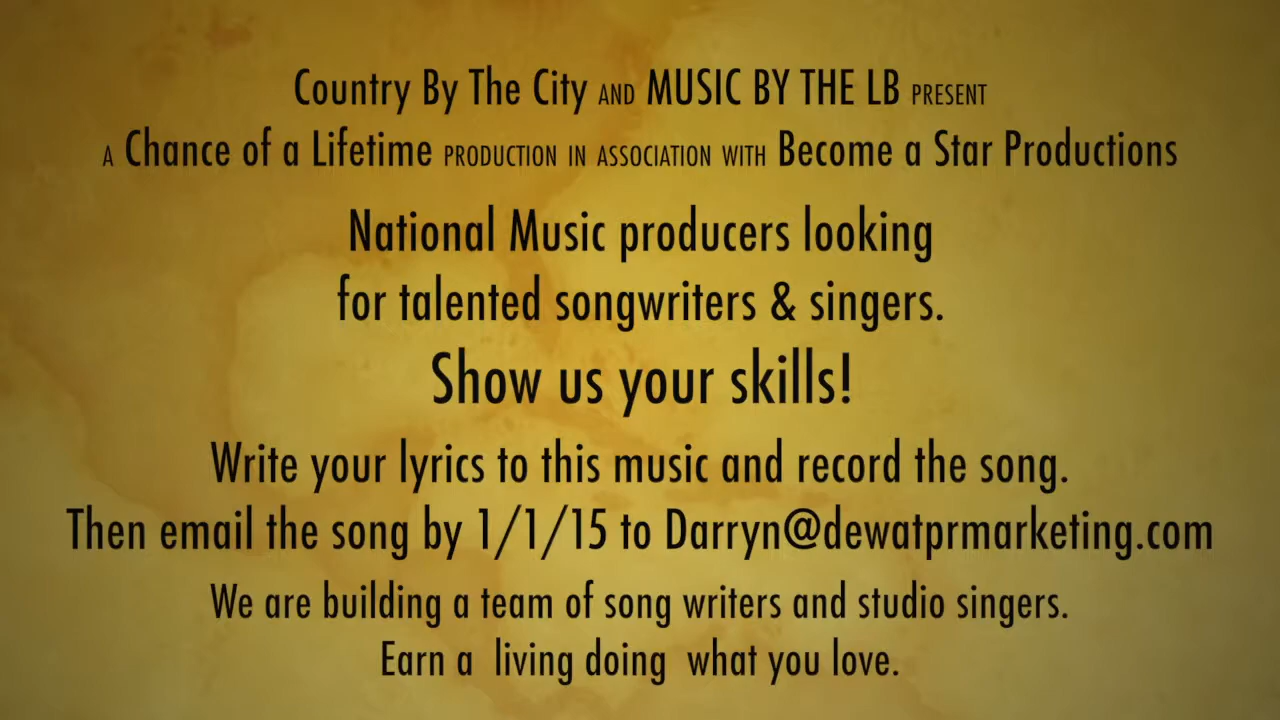 Country By The City AND MUSIC BY THE LB PRESENT
A Chance of a Lifetime PRODUCTION IN ASSOCIATION WITH Become a Star Productions
National Music producers looking
for talented songwriters & singers.
Show us your skills!
Write your lyrics to this music and record the song.
Then email the song by 1/1/15 to Darryn@dewatprmarketing.com
We are building a team of song writers and studio singers.
Earn a  living doing  what you love.